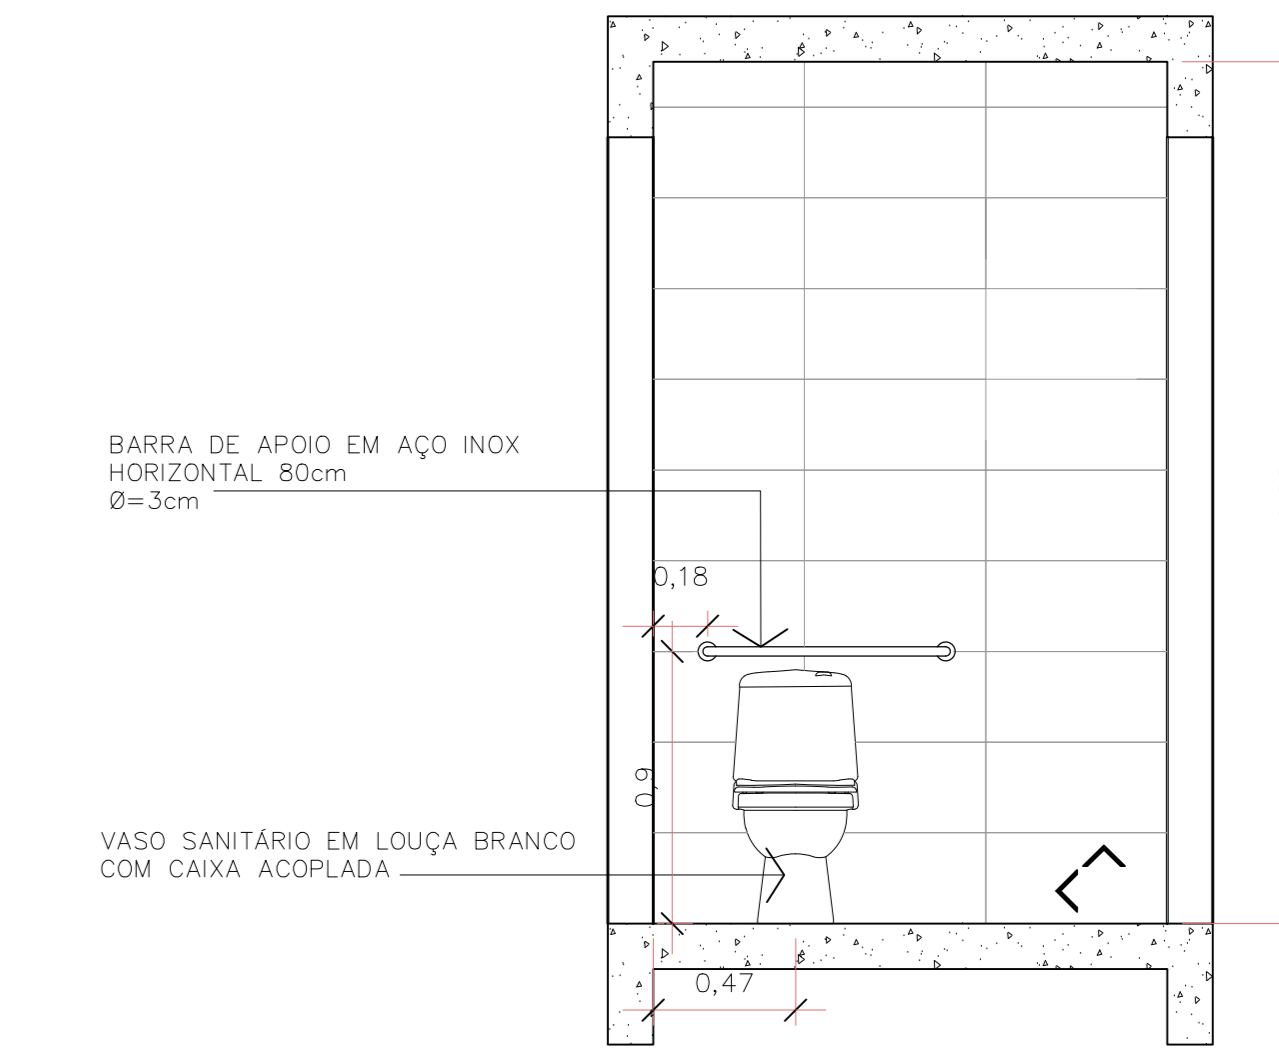 BARRA DE APOIO EM AÇO INOX
HORIZONTAL 80cm
Ø=3cm
0,18
0,9
VASO SANITÁRIO EM LOUÇA BRANCO
COM CAIXA ACOPLADA
0,47